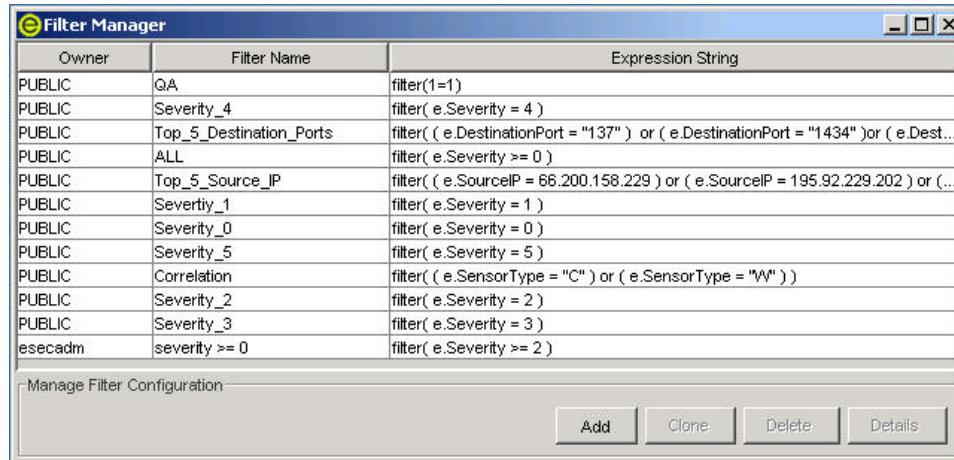 Filter Manager
Owner Filter Name Expression String
PUBLIC QA filter(1=1)
PUBLIC Severity_4 filter( e.Severity = 4 )
PUBLIC Top_5_Destination_Ports filter( ( e.DestinationPort = "137" ) or ( e.DestinationPort = "1434" )or ( e.Dest...
PUBLIC ALL filter( e.Severity >= 0 )
PUBLIC Top_5_Source_IP filter( ( e.SourceIP = 66.200.158.229 ) or ( e.SourceIP = 195.92.229.202 ) or (...
PUBLIC Severtiy_1 filter( e.Severity = 1 )
PUBLIC Severity_0 filter( e.Severity = 0 )
PUBLIC Severity_5 filter( e.Severity = 5 )
PUBLIC Correlation filter( ( e.SensorType = "C" ) or ( e.SensorType = "W" ) )
PUBLIC Severity_2 filter( e.Severity = 2 )
PUBLIC Severity_3 filter( e.Severity = 3 )
esecadm severity >= 0 filter( e.Severity >= 2 )
Manage Filter Configuration
Add Clone Delete Details